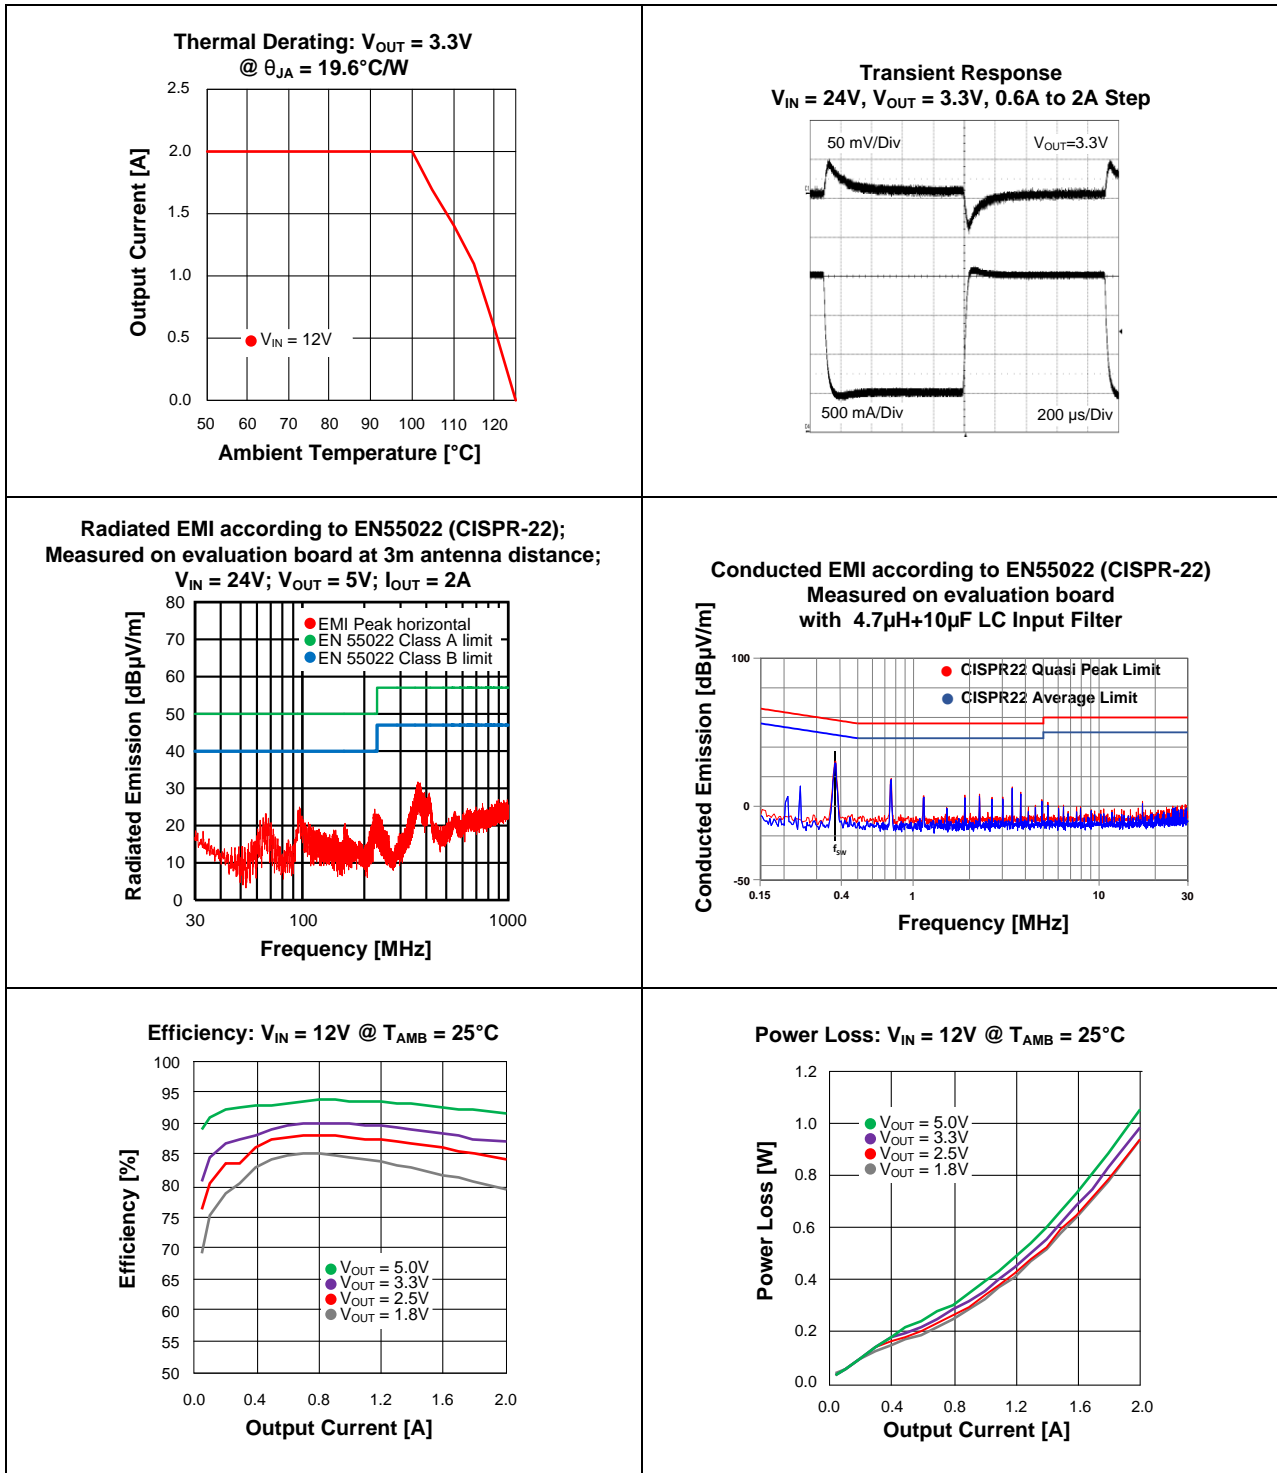 Thermal Derating: VOUT = 3.3V
@ θJA = 19.6°C/W
Output Current [A]
2.5
2.0
1.5
1.0
0.5
0.0
VIN = 12V
50 60 70 80 90 100 110 120
Ambient Temperature [°C]
Transient Response
VIN = 24V, VOUT = 3.3V, 0.6A to 2A Step
50 mV/Div
VOUT=3.3V
500 mA/Div
200 µs/Div
Radiated EMI according to EN55022 (CISPR-22);
Measured on evaluation board at 3m antenna distance;
VIN = 24V; VOUT = 5V; IOUT = 2A
Radiated Emission [dBµV/m]
80
70
60
50
40
30
20
10
0
EMI Peak horizontal
EN 55022 Class A limit
EN 55022 Class B limit
30 100 1000
Frequency [MHz]
Conducted EMI according to EN55022 (CISPR-22)
Measured on evaluation board
with 4.7µH+10µF LC Input Filter
Conducted Emission [dBµV/m]
100
0
-50
CISPR22 Quasi Peak Limit
CISPR22 Average Limit
fSW
0.15 0.4 1 10 30
Frequency [MHz]
Efficiency: VIN = 12V @ TAMB = 25°C
Efficiency [%]
100
95
90
85
80
75
70
65
60
55
50
VOUT = 5.0V
VOUT = 3.3V
VOUT = 2.5V
VOUT = 1.8V
0.0 0.4 0.8 1.2 1.6 2.0
Output Current [A]
Power Loss: VIN = 12V @ TAMB = 25°C
Power Loss [W]
1.2
1.0
0.8
0.6
0.4
0.2
0.0
VOUT = 5.0V
VOUT = 3.3V
VOUT = 2.5V
VOUT = 1.8V
0.0 0.4 0.8 1.2 1.6 2.0
Output Current [A]